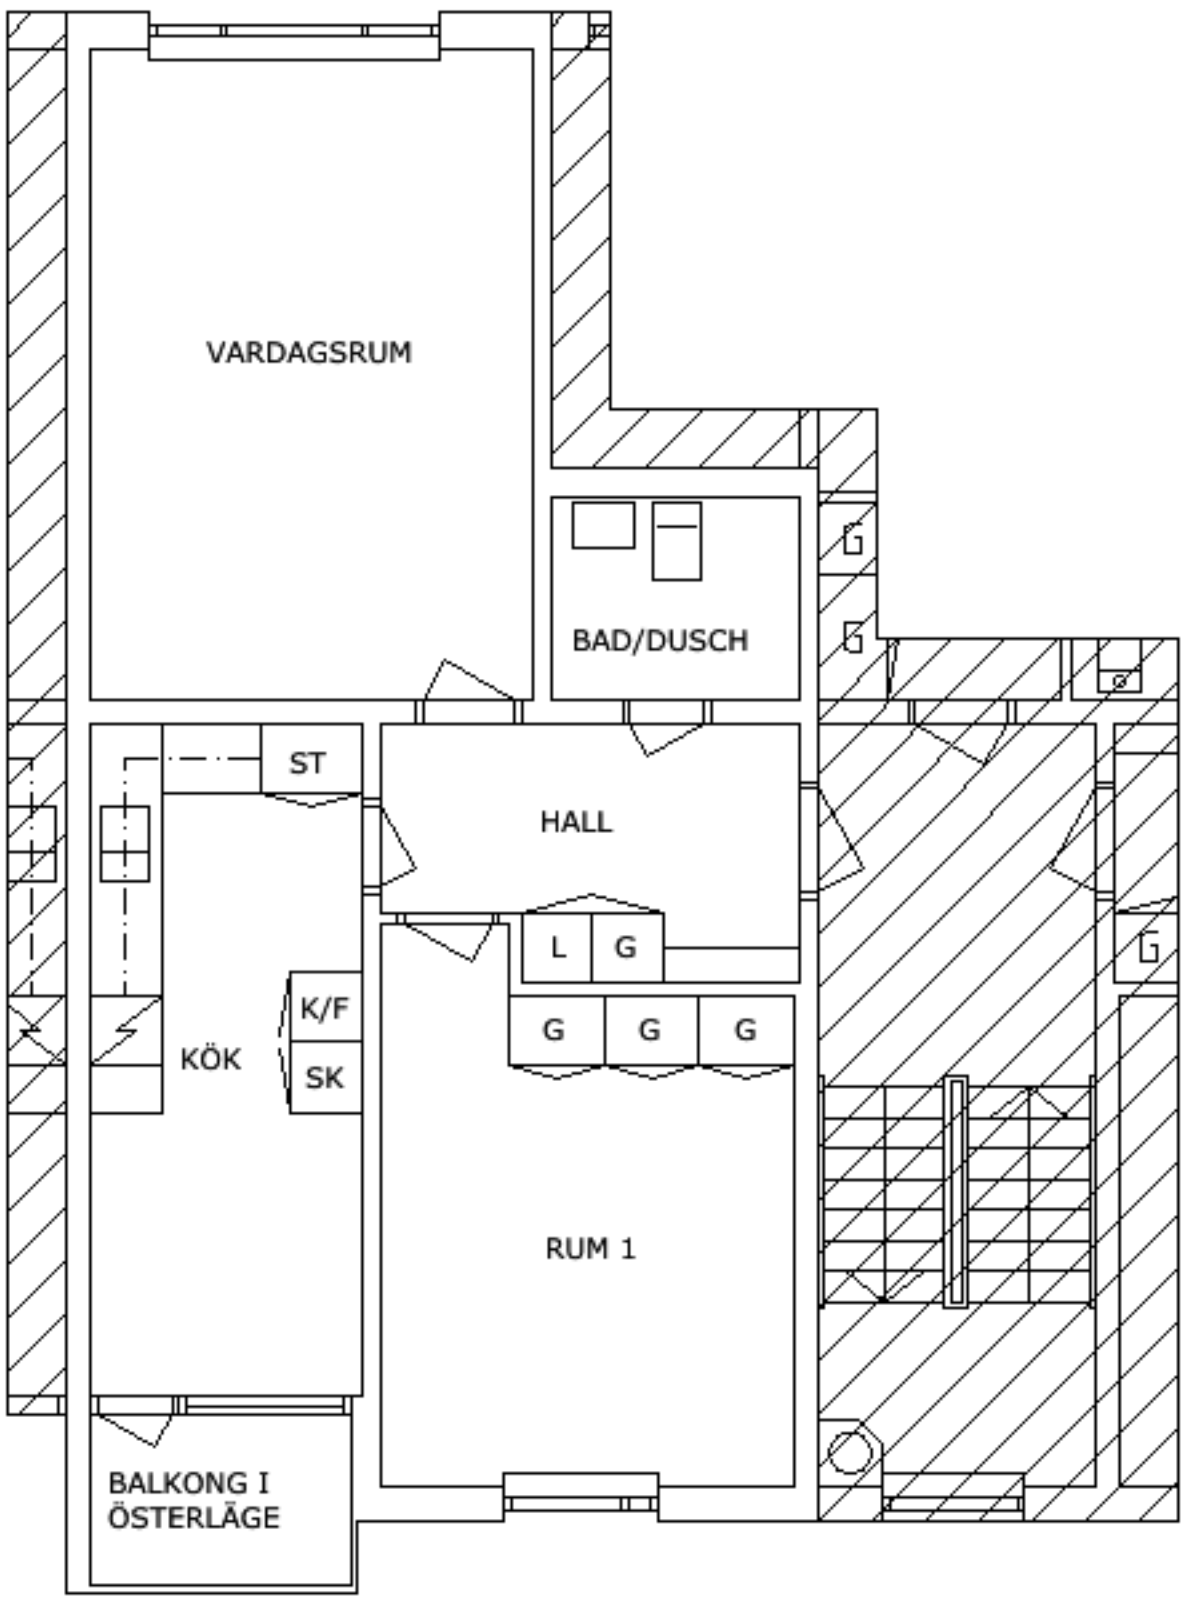 VARDAGSRUM
G
G
BAD/DUSCH
ST
HALL
L
G
G
K/F
SK
KÖK
G
G
G
RUM 1
BALKONG I
ÖSTERLÄGE